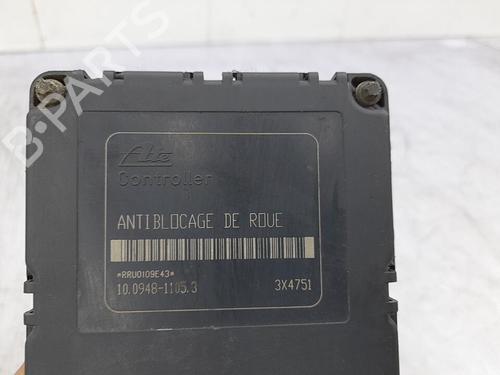 B-PARTS
Ate
Controller
ANTIBLOCAGE DE ROUE
*RRU0109E43*
10.0948-1105.3 3X4751